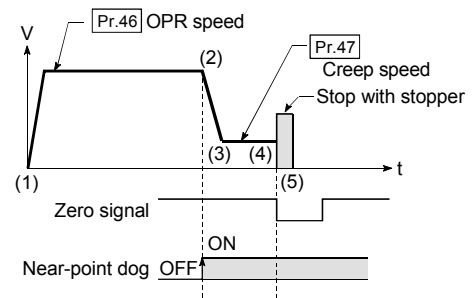 Pr.46 OPR speed
V
(2)
Pr.47
Creep speed
Stop with stopper
(3) (4)
t
(1) (5)
Zero signal
ON
Near-point dog OFF